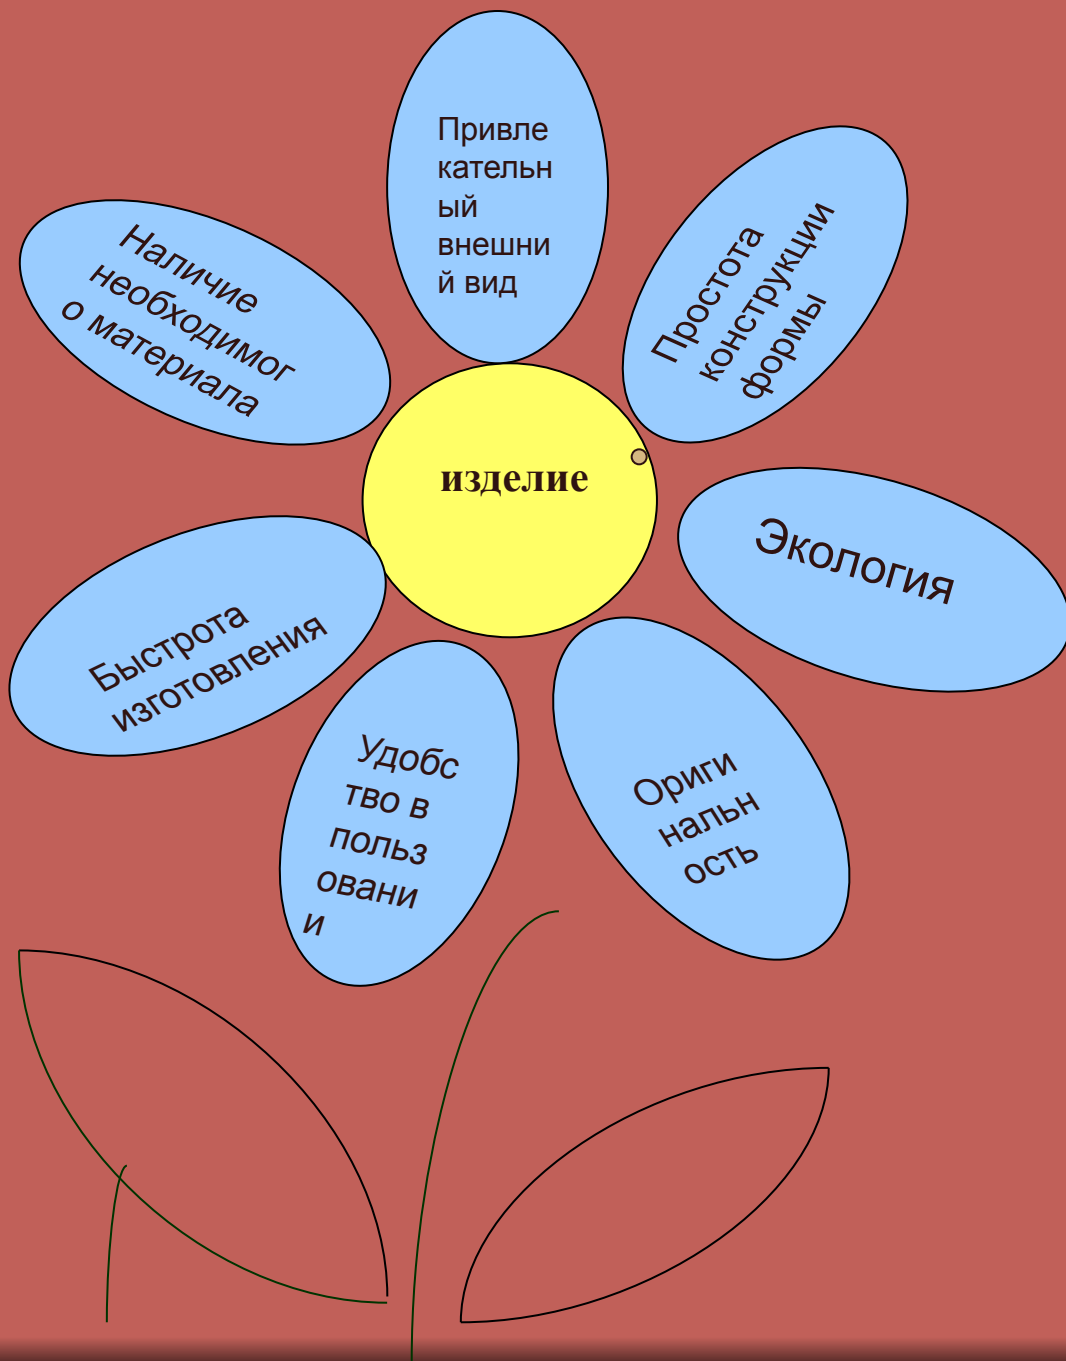 Привле
кательн
ый
внешни
й вид
Простота
конструкции
формы
Наличие
необходимог
о материала
изделие
Экология
Быстрота
изготовления
Удобс
тво в
польз
овани
и
Ориги
нальн
ость